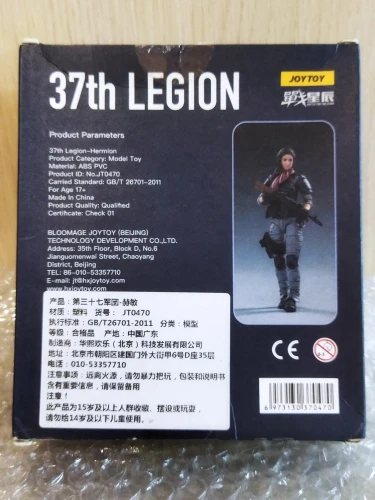 37th LEGION
JOYTOY
戰星辰
Product Parameters
37th Legion-Hermion
Product Category: Model Toy
Material: ABS PVC
Product ID: No.JT0470
Carried Standard: GB/T 26701-2011
For Age 17+
Made in China
Product Quality: Qualified
Certificate: Check 01
BLOOMAGE JOYTOY (BEIJING)
TECHNOLOGY DEVELOPMENT CO.,LTD.
Address: 35th Floor, Block D, No.6
Jianguomenwai Street, Chaoyang
District, Beijing
TEL: 86-010-53357710
E-mail: jt@hxjoytoy.com
www.hxjoytoy.com
产品：第三十七军团-赫敏
材质：塑料 货号： JT0470
执行标准：GB/T26701-2011 分类：模型
等级：合格品 产地：中国广东
制造商：华熙欢乐（北京）科技发展有限公司
地址：北京市朝阳区建国门外大街甲6号D座35层
电话：010-53357710
注意事项：远离火源，请勿暴力把玩，包装和说明书
含有重要信息，请保留备用
此产品为15岁及以上人群收藏、摆设或玩耍，
请勿给14岁及以下儿童使用。
CE
6 973130 370470